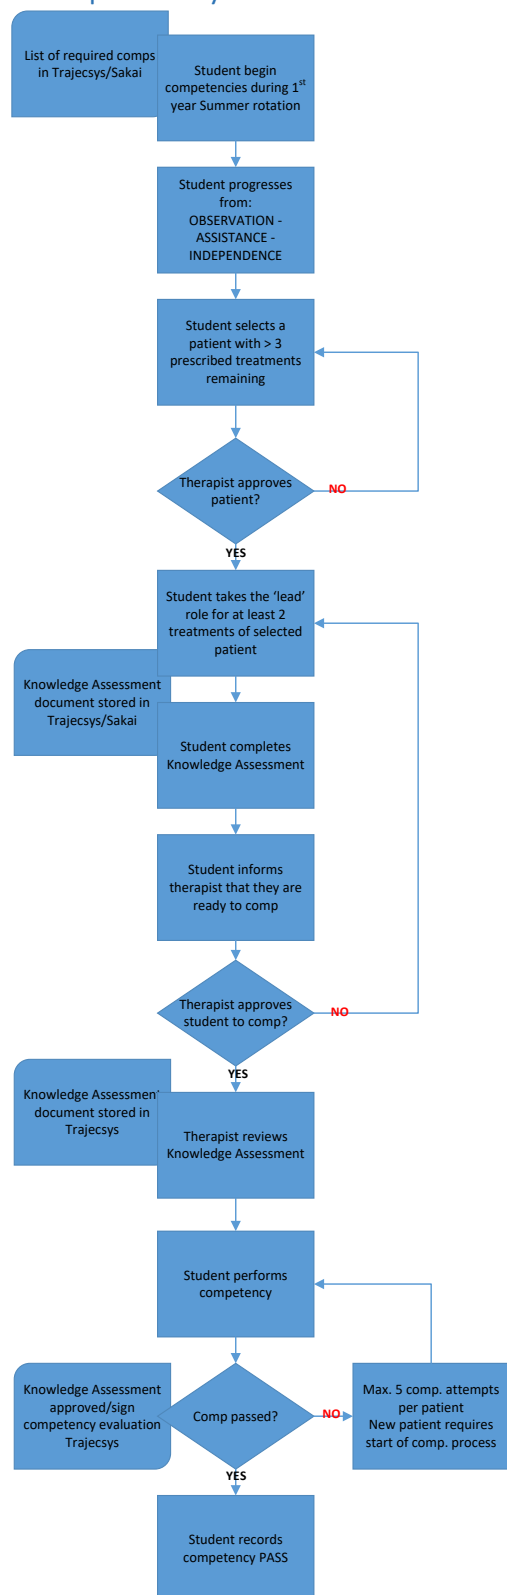 List of required comps
in Trajecsys/Sakai
Student begin
competencies during 1st
year Summer rotation
Student progresses
from:
OBSERVATION -
ASSISTANCE -
INDEPENDENCE
Student selects a
patient with > 3
prescribed treatments
remaining
Therapist approves
patient?
NO
YES
Student takes the ‘lead’
role for at least 2
treatments of selected
patient
Knowledge Assessment
document stored in
Trajecsys/Sakai
Student completes
Knowledge Assessment
Student informs
therapist that they are
ready to comp
Therapist approves
student to comp?
NO
YES
Knowledge Assessment
document stored in
Trajecsys
Therapist reviews
Knowledge Assessment
Student performs
competency
Knowledge Assessment
approved/sign
competency evaluation
Trajecsys
Comp passed?
NO
Max. 5 comp. attempts
per patient
New patient requires
start of comp. process
YES
Student records
competency PASS